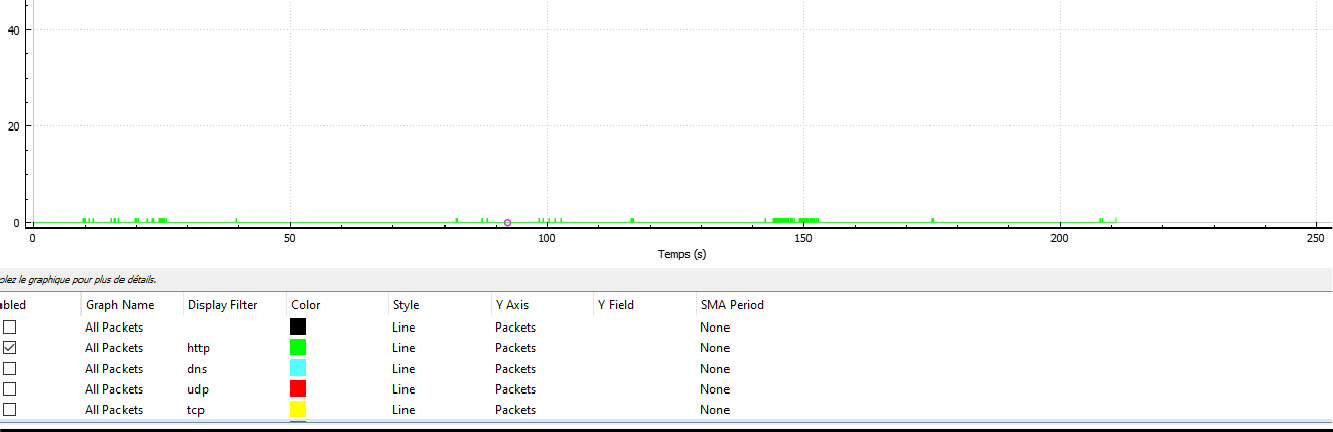 40
20
0
0 50 100 150 200 250
Temps (s)
olez le graphique pour plus de détails.
bled Graph Name Display Filter Color Style Y Axis Y Field SMA Period
All Packets Line Packets None
All Packets http Line Packets None
All Packets dns Line Packets None
All Packets udp Line Packets None
All Packets tcp Line Packets None